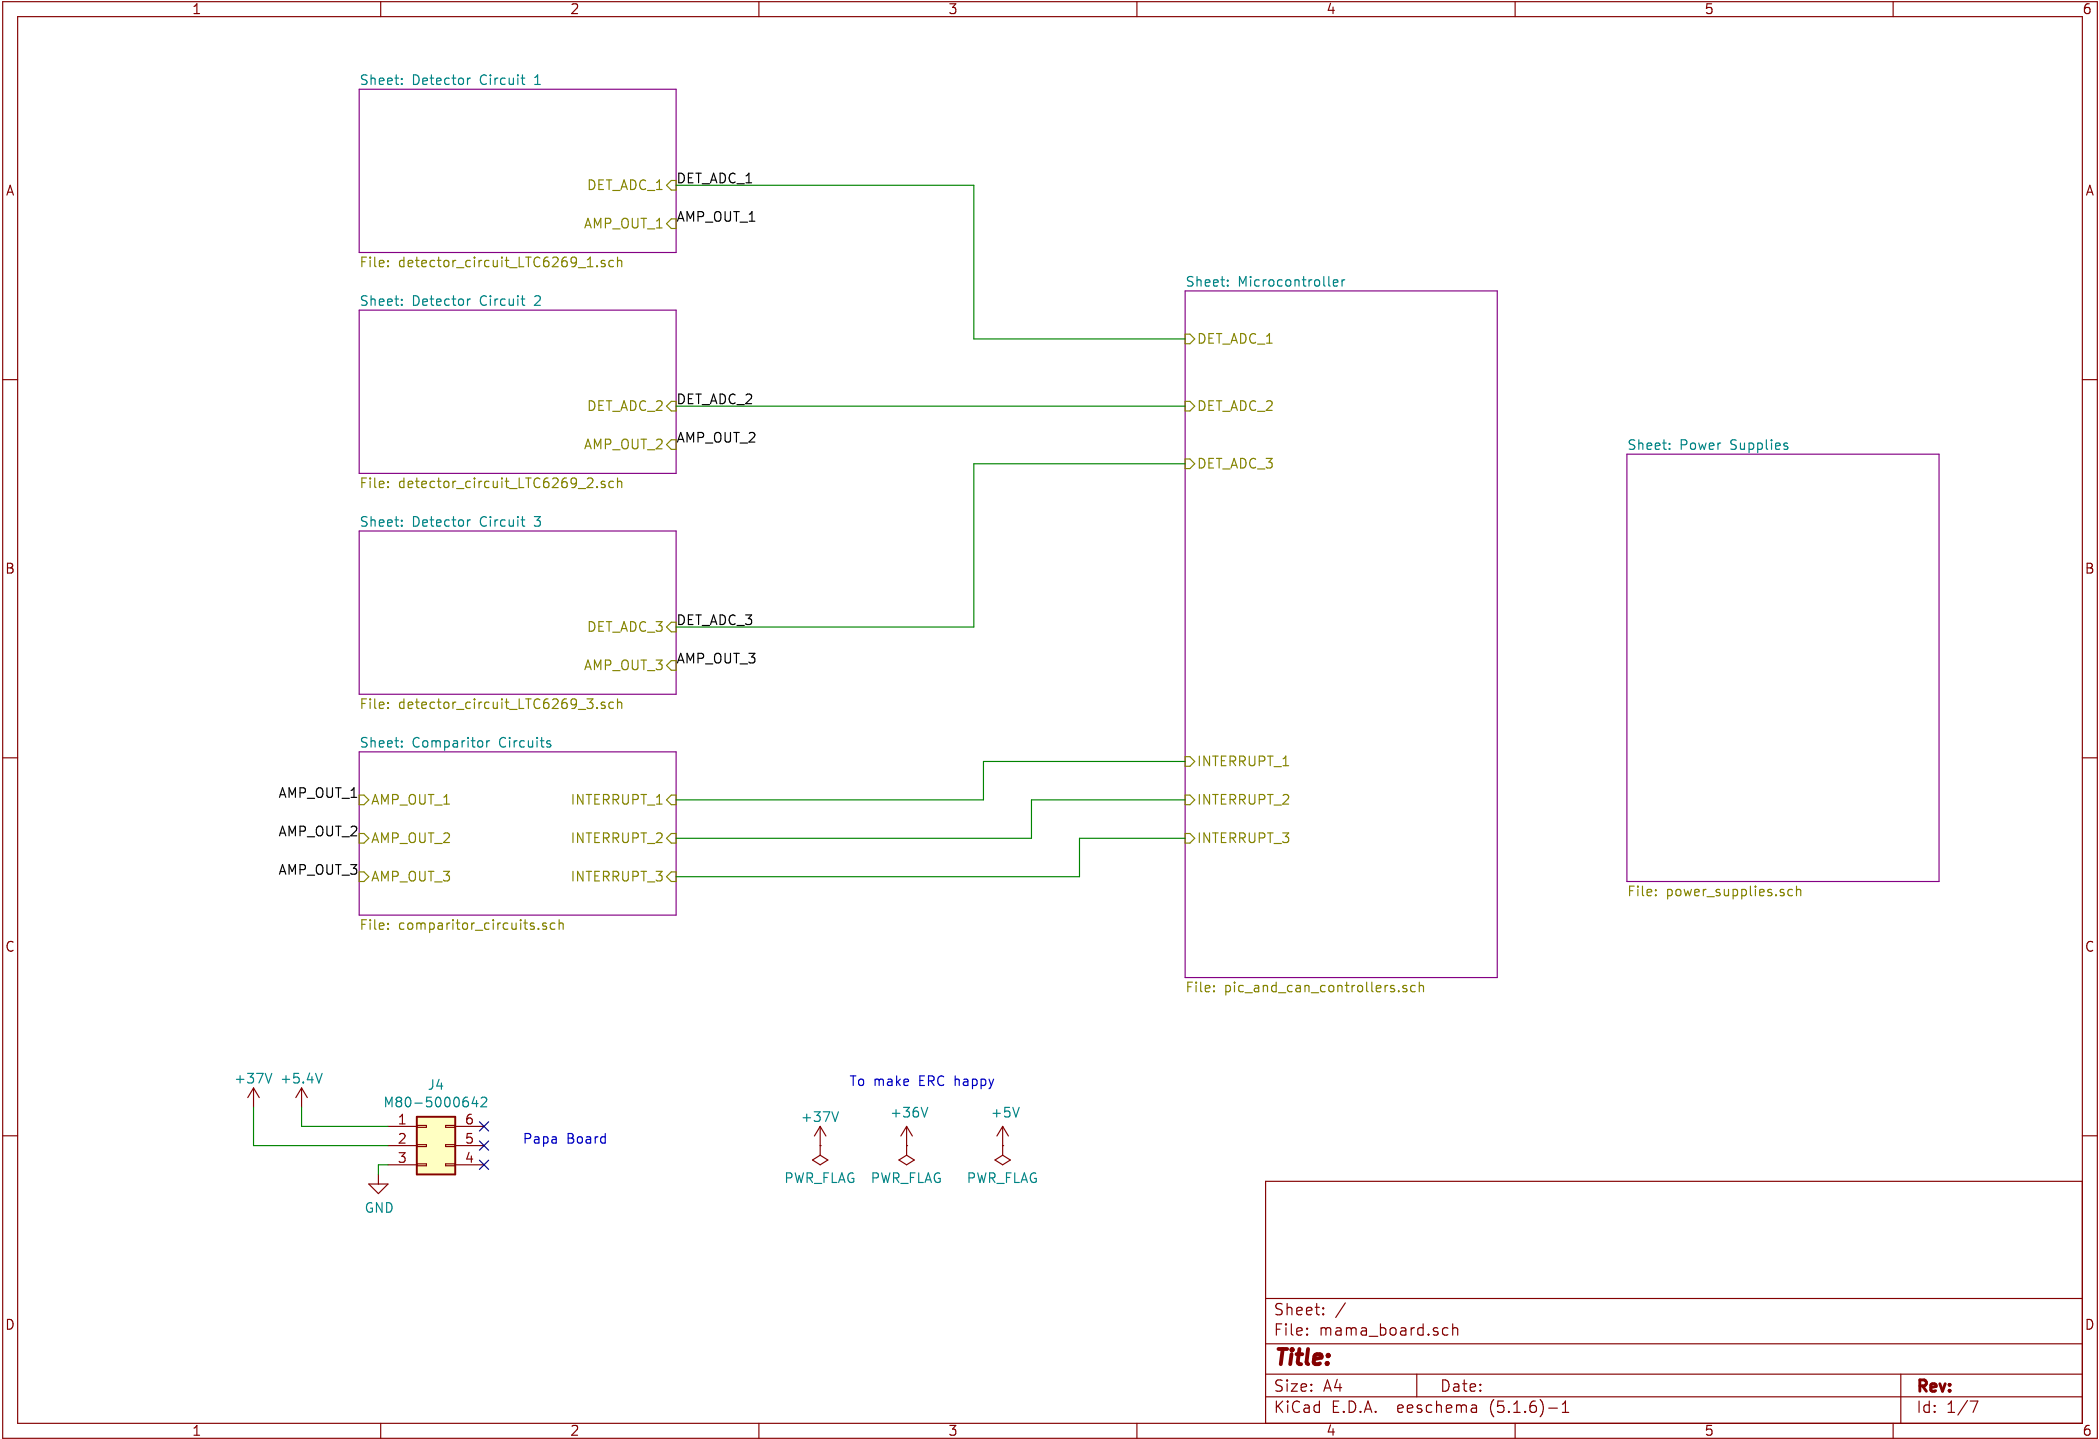 1 2 3 4 5 6
A A
B B
C C
D D
Sheet: Detector Circuit 1
DET_ADC_1 DET_ADC_1
AMP_OUT_1 AMP_OUT_1
File: detector_circuit_LTC6269_1.sch
Sheet: Detector Circuit 2
DET_ADC_2 DET_ADC_2
AMP_OUT_2 AMP_OUT_2
File: detector_circuit_LTC6269_2.sch
Sheet: Detector Circuit 3
DET_ADC_3 DET_ADC_3
AMP_OUT_3 AMP_OUT_3
File: detector_circuit_LTC6269_3.sch
Sheet: Comparitor Circuits
AMP_OUT_1 AMP_OUT_1 INTERRUPT_1
AMP_OUT_2 AMP_OUT_2 INTERRUPT_2
AMP_OUT_3 AMP_OUT_3 INTERRUPT_3
File: comparitor_circuits.sch
Sheet: Microcontroller
DET_ADC_1
DET_ADC_2
DET_ADC_3
INTERRUPT_1
INTERRUPT_2
INTERRUPT_3
File: pic_and_can_controllers.sch
Sheet: Power Supplies
File: power_supplies.sch
+37V +5.4V
J4
M80-5000642
1 6
2 5
3 4
GND
Papa Board
To make ERC happy
+37V +36V +5V
PWR_FLAG PWR_FLAG PWR_FLAG
Sheet: /
File: mama_board.sch
Title:
Size: A4 Date: Rev:
KiCad E.D.A. eeschema (5.1.6)-1 Id: 1/7
1 2 3 4 5 6